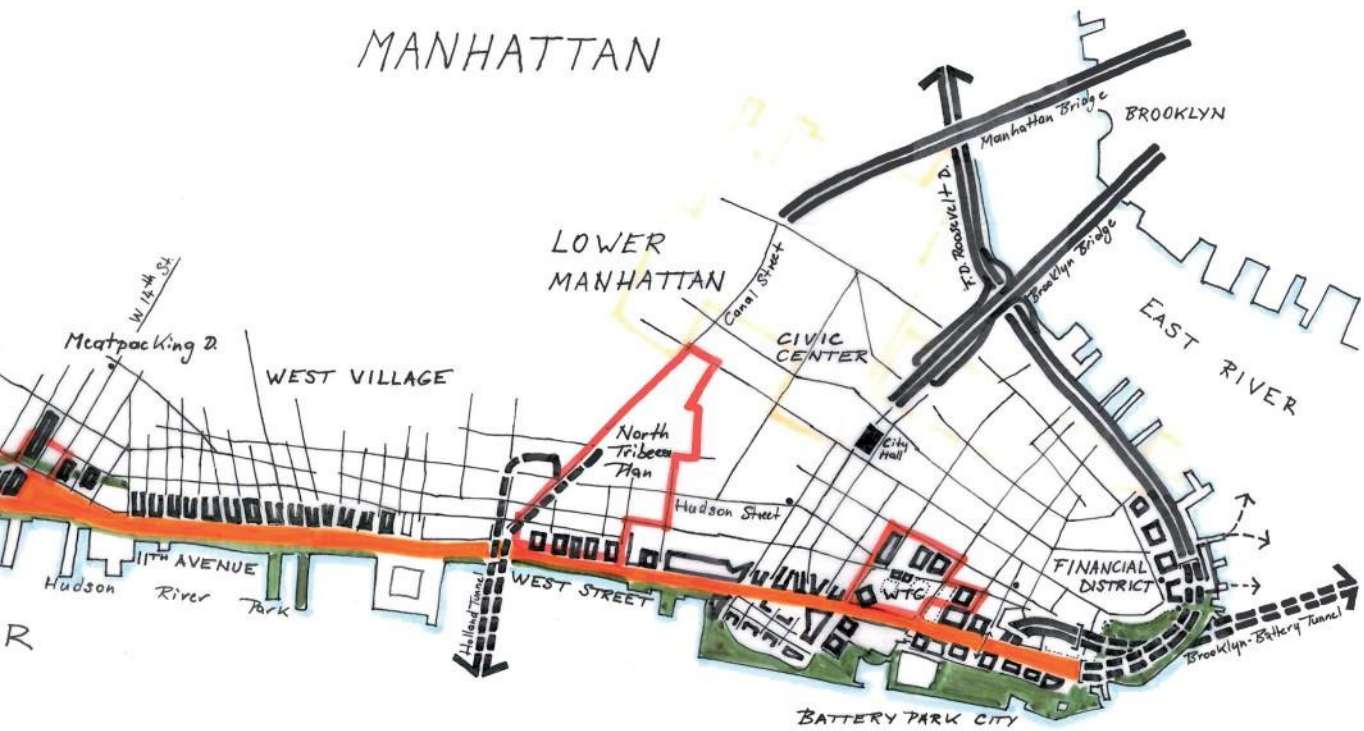 MANHATTAN
Manhattan Bridge
BROOKLYN
F.D. Roosevelt D.
Brooklyn Bridge
LOWER
MANHATTAN
Canal Street
EAST RIVER
W 14th St.
Meatpacking D.
WEST VILLAGE
CIVIC
CENTER
North
Tribeca
Plan
City
Hall
Hudson Street
11TH AVENUE
Hudson River Park
WEST STREET
Holland Tunnel
WTC
FINANCIAL
DISTRICT
Brooklyn-Battery Tunnel
R
BATTERY PARK CITY